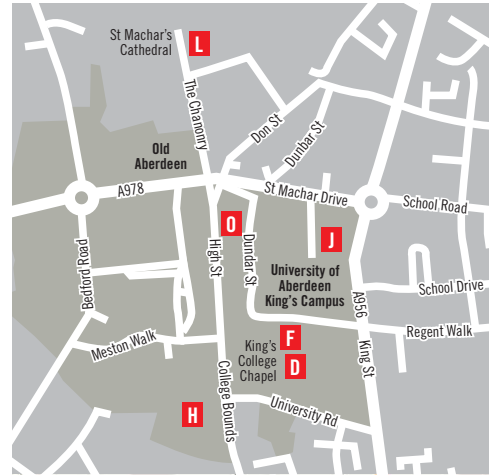 St Machar's
Cathedral
L
The Chanonry
Don St
Dunbar St
Old
Aberdeen
A978
St Machar Drive
School Road
O
J
High St
Dundar St
Bedford Road
University of
Aberdeen
King's Campus
School Drive
A956
King St
Regent Walk
Meston Walk
F
King's
College
Chapel
D
College Bounds
University Rd
H